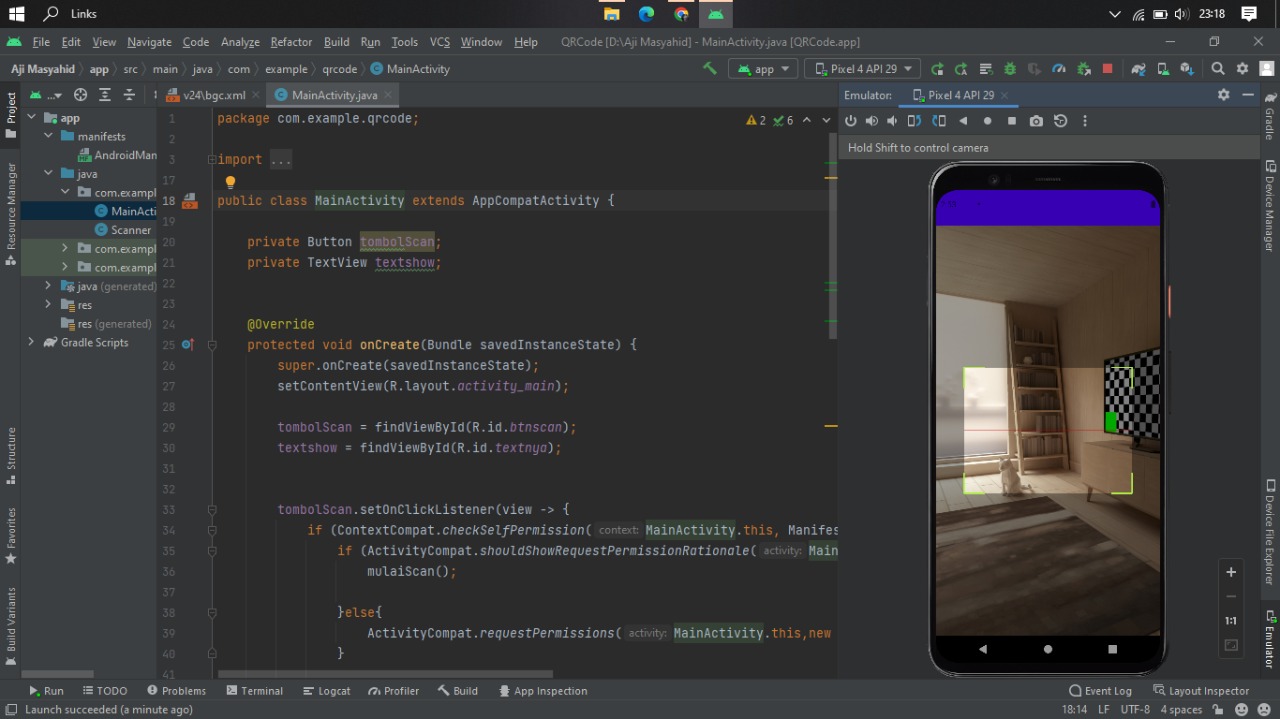 Links
23:18
File Edit View Navigate Code Analyze Refactor Build Run Tools VCS Window Help QRCode [D:\Aji Masyahid] - MainActivity.java [QRCode.app]
Aji Masyahid app src main java com example qrcode MainActivity app Pixel 4 API 29
Project
Resource Manager
Structure
Favorites
Build Variants
app
manifests
AndroidMan
java
com.exampl
MainActi
Scanner
com.exampl
com.exampl
java (generated)
res
res (generated)
Gradle Scripts
v24\bgc.xml MainActivity.java
2 6
1 package com.example.qrcode;
2
3 import ...
17
18 public class MainActivity extends AppCompatActivity {
19
20 private Button tombolScan;
21 private TextView textshow;
22
23
24 @Override
25 protected void onCreate(Bundle savedInstanceState) {
26 super.onCreate(savedInstanceState);
27 setContentView(R.layout.activity_main);
28
29 tombolScan = findViewById(R.id.btnscan);
30 textshow = findViewById(R.id.textnya);
31
32
33 tombolScan.setOnClickListener(view -> {
34 if (ContextCompat.checkSelfPermission( context: MainActivity.this, Manifes
35 if (ActivityCompat.shouldShowRequestPermissionRationale( activity: Main
36 mulaiScan();
37
38 }else{
39 ActivityCompat.requestPermissions( activity: MainActivity.this,new
40 }
41
Emulator: Pixel 4 API 29
Hold Shift to control camera
1:1
Gradle
Device Manager
Device File Explorer
Emulator
Run TODO Problems Terminal Logcat Profiler Build App Inspection Event Log Layout Inspector
Launch succeeded (a minute ago) 18:14 LF UTF-8 4 spaces